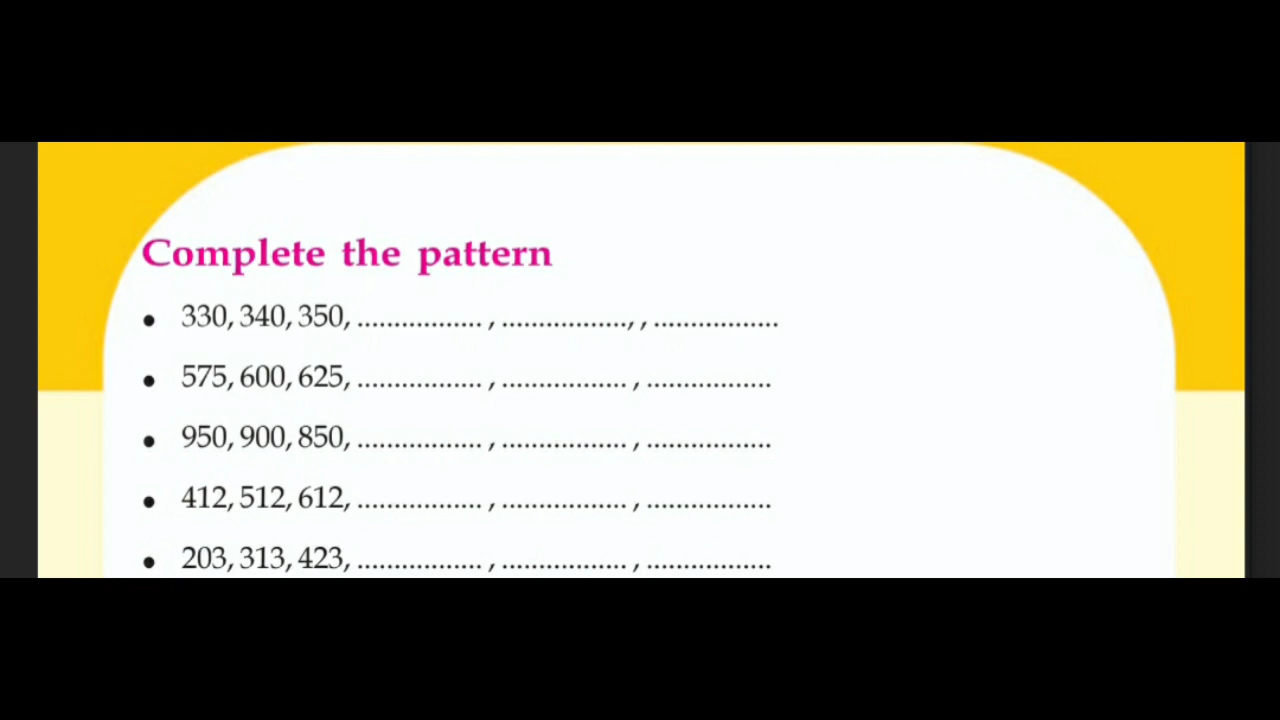 Complete the pattern
• 330, 340, 350, ................. , ................., , .................
• 575, 600, 625, ................. , ................. , .................
• 950, 900, 850, ................. , ................. , .................
• 412, 512, 612, ................. , ................. , .................
• 203, 313, 423, ................. , ................. , .................